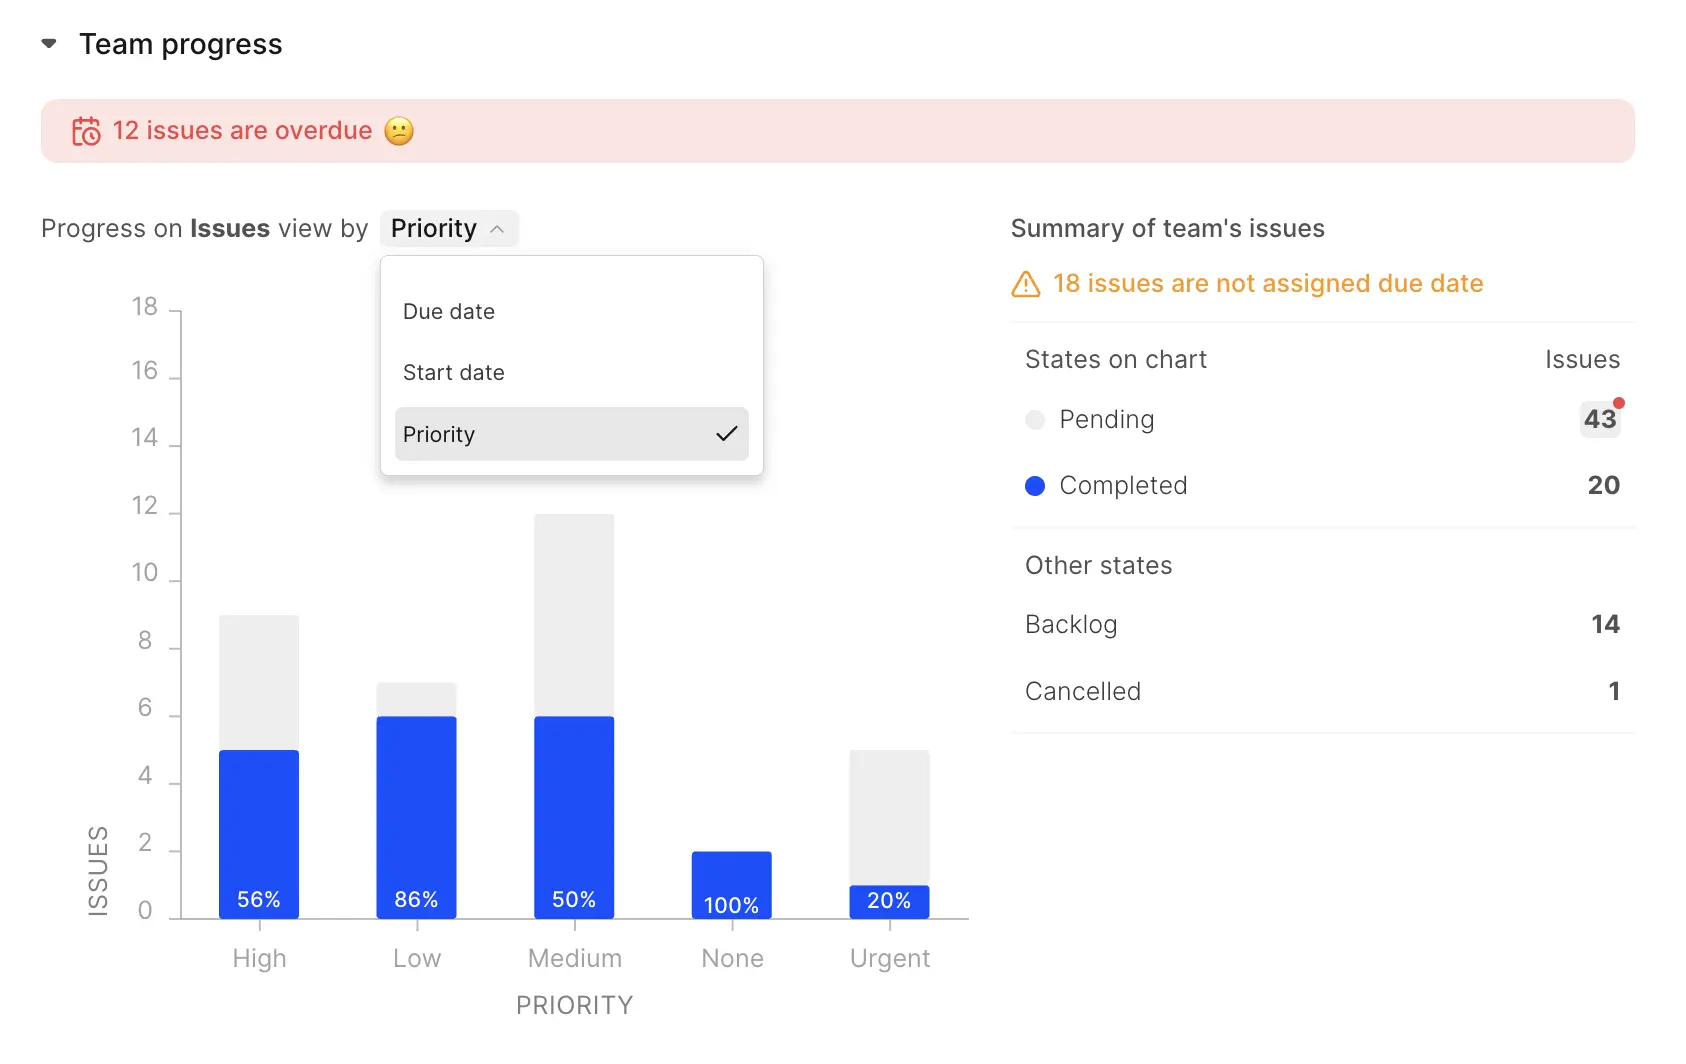 Team progress
12 issues are overdue 😕
Progress on Issues view by Priority
Due date
Start date
Priority
18
16
14
12
10
8
6
4
2
0
ISSUES
56%
86%
50%
100%
20%
High
Low
Medium
None
Urgent
PRIORITY
Summary of team's issues
18 issues are not assigned due date
States on chart Issues
Pending 43
Completed 20
Other states
Backlog 14
Cancelled 1